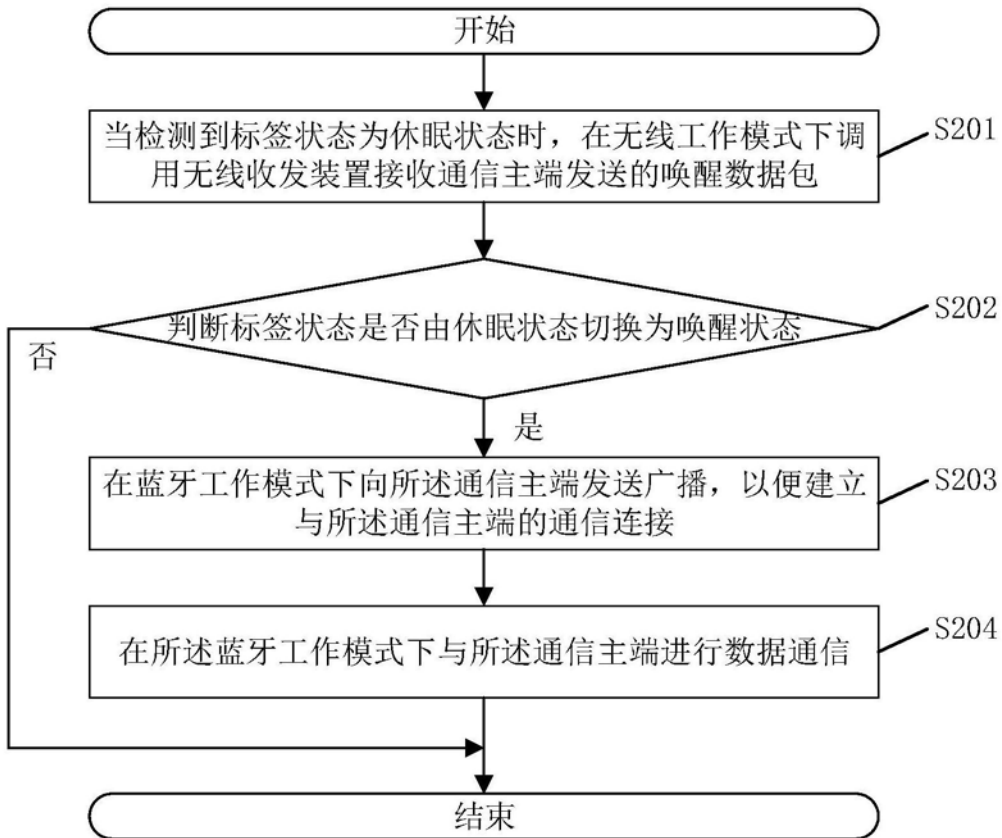 开始
当检测到标签状态为休眠状态时，在无线工作模式下调
用无线收发装置接收通信主端发送的唤醒数据包
S201
判断标签状态是否由休眠状态切换为唤醒状态
S202
否
是
在蓝牙工作模式下向所述通信主端发送广播，以便建立
与所述通信主端的通信连接
S203
在所述蓝牙工作模式下与所述通信主端进行数据通信
S204
结束